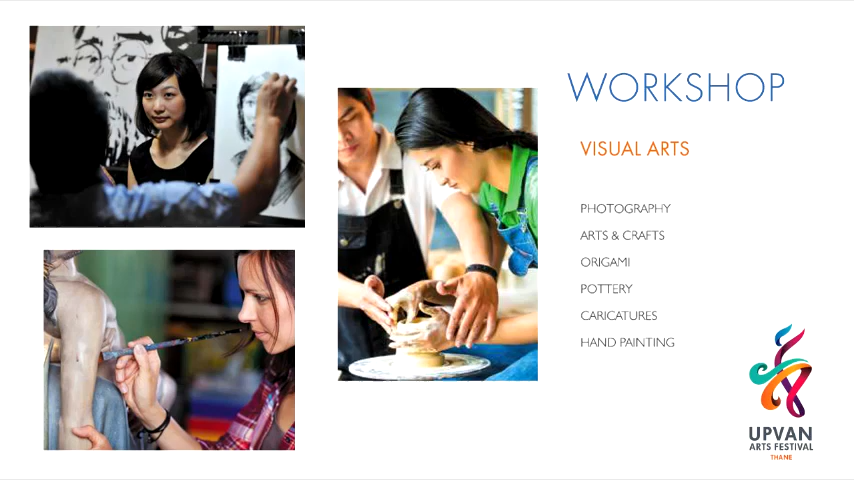 WORKSHOP
VISUAL ARTS
PHOTOGRAPHY
ARTS & CRAFTS
ORIGAMI
POTTERY
CARICATURES
HAND PAINTING
UPVAN
ARTS FESTIVAL
THANE